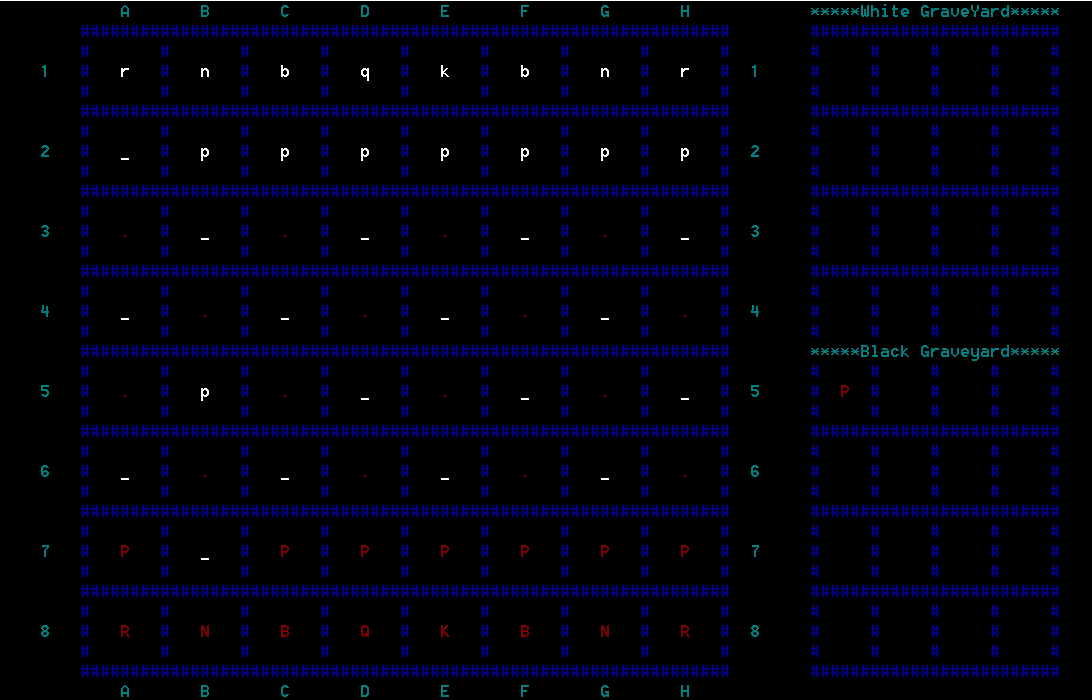 A B C D E F G H *****White GraveYard*****
################################################################# #########################
# # # # # # # # # # # # # #
1 # r # n # b # q # k # b # n # r # 1 # # # # #
# # # # # # # # # # # # # #
################################################################# #########################
# # # # # # # # # # # # # #
2 # _ # p # p # p # p # p # p # p # 2 # # # # #
# # # # # # # # # # # # # #
################################################################# #########################
# # # # # # # # # # # # # #
3 # . # _ # . # _ # . # _ # . # _ # 3 # # # # #
# # # # # # # # # # # # # #
################################################################# #########################
# # # # # # # # # # # # # #
4 # _ # . # _ # . # _ # . # _ # . # 4 # # # # #
# # # # # # # # # # # # # #
################################################################# *****Black Graveyard*****
# # # # # # # # # # # # # #
5 # . # p # . # _ # . # _ # . # _ # 5 # P # # # #
# # # # # # # # # # # # # #
################################################################# #########################
# # # # # # # # # # # # # #
6 # _ # . # _ # . # _ # . # _ # . # 6 # # # # #
# # # # # # # # # # # # # #
################################################################# #########################
# # # # # # # # # # # # # #
7 # P # _ # P # P # P # P # P # P # 7 # # # # #
# # # # # # # # # # # # # #
################################################################# #########################
# # # # # # # # # # # # # #
8 # R # N # B # Q # K # B # N # R # 8 # # # # #
# # # # # # # # # # # # # #
################################################################# #########################
A B C D E F G H